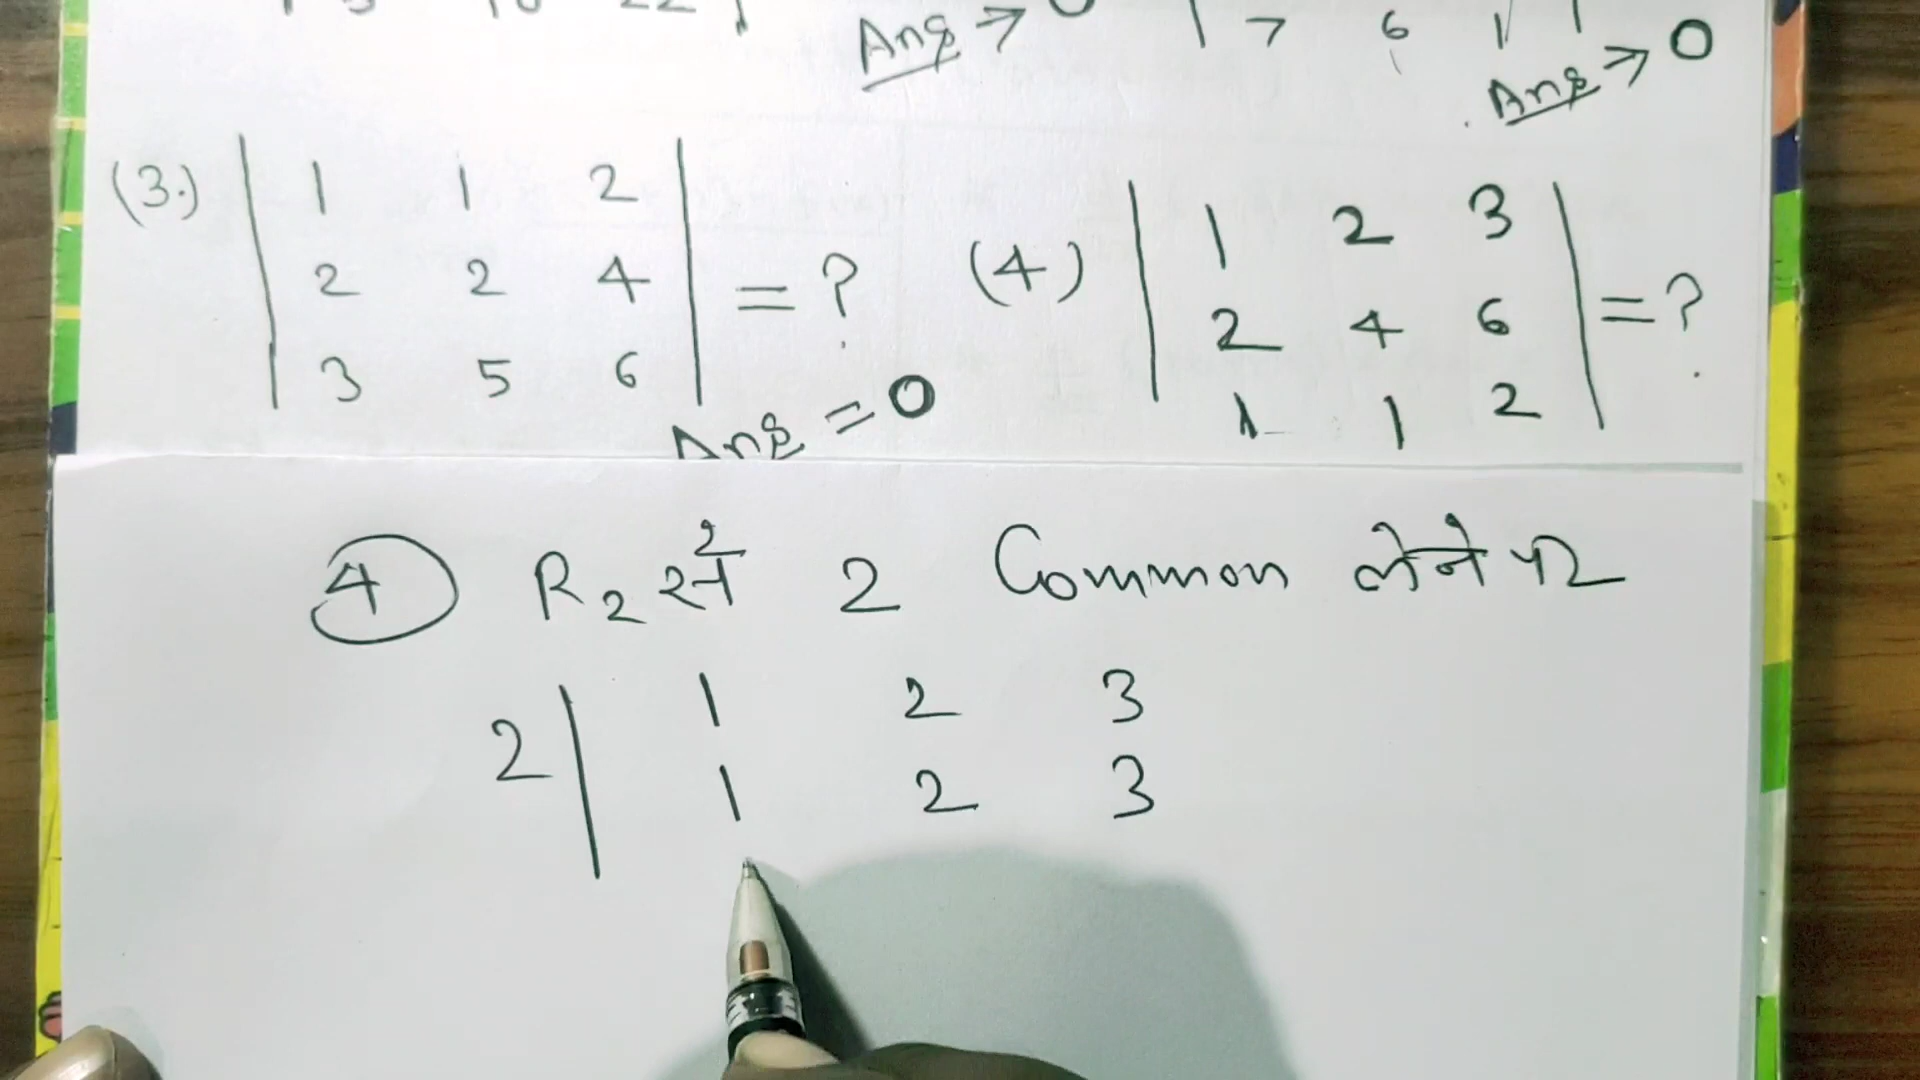 Ans → 0
7 6 1
Ans → 0
(3.) | 1 1 2 |
| 2 2 4 | = ?
| 3 5 6 |
Ans = 0
(4) | 1 2 3 |
| 2 4 6 | = ?
| 1 1 2 |
4 R2 से 2 Common लेने पर
2 | 1 2 3
1 2 3